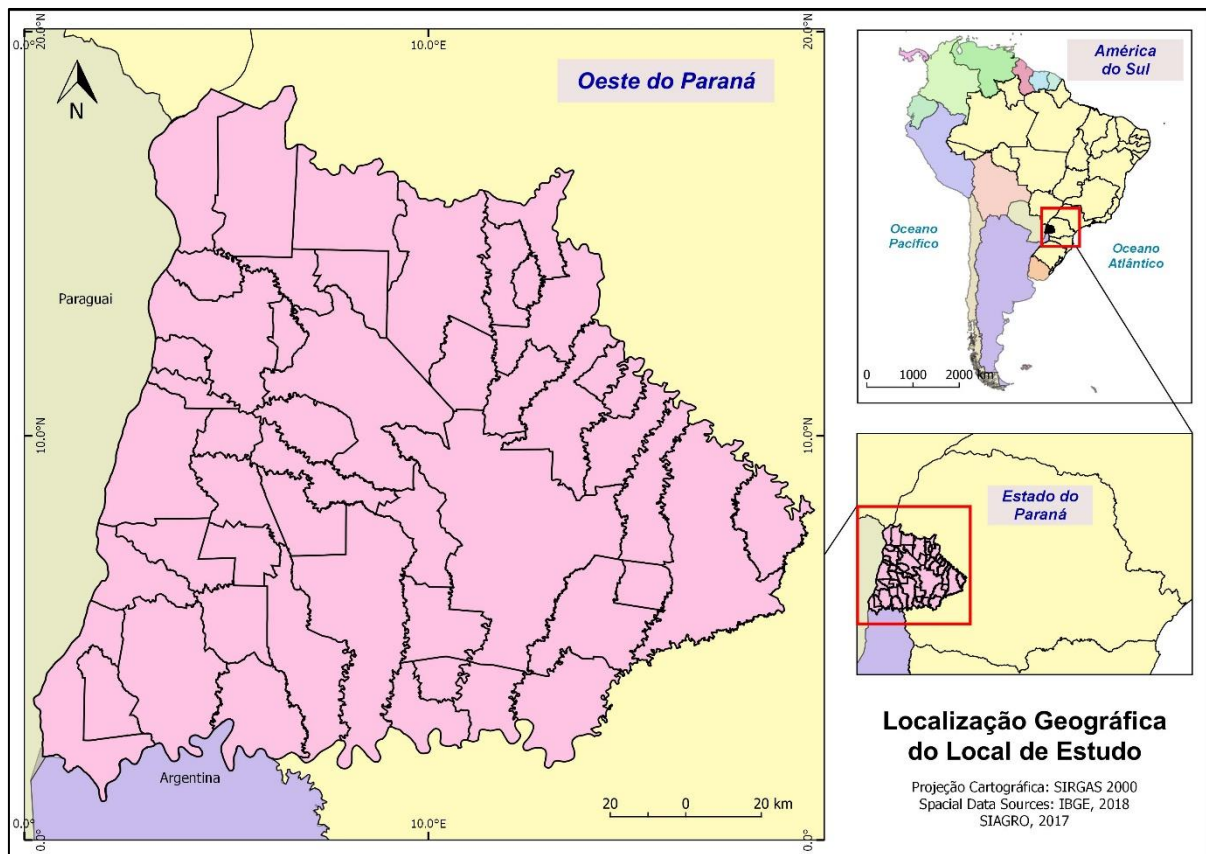 0.0°
20.0°N
10.0°E
20.0°N
N
Oeste do Paraná
Paraguai
10.0°N
10.0°N
Argentina
20 0 20 km
0.0°
10.0°E
0.0°
América
do Sul
Oceano
Pacífico
Oceano
Atlântico
0 1000 2000 km
Estado do
Paraná
Localização Geográfica
do Local de Estudo
Projeção Cartográfica: SIRGAS 2000
Spacial Data Sources: IBGE, 2018
SIAGRO, 2017